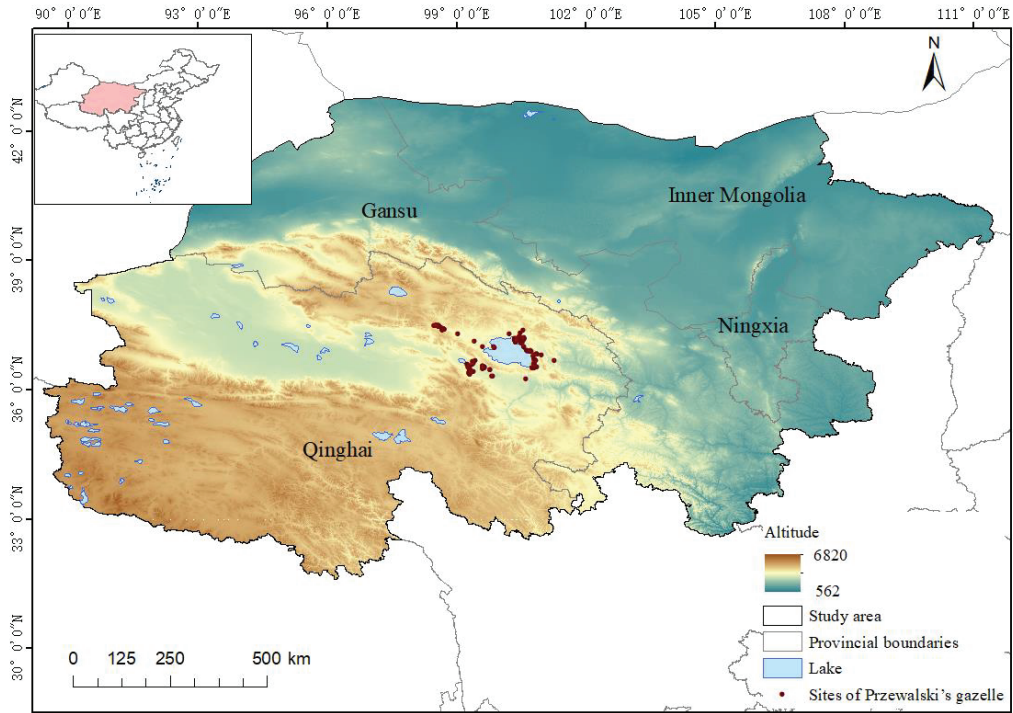 90° 0′ 0″E 93° 0′ 0″E 96° 0′ 0″E 99° 0′ 0″E 102° 0′ 0″E 105° 0′ 0″E 108° 0′ 0″E 111° 0′ 0″E
N
42° 0′ 0″N
Inner Mongolia
Gansu
39° 0′ 0″N
Ningxia
36° 0′ 0″N
Qinghai
33° 0′ 0″N
Altitude
6820
562
Study area
30° 0′ 0″N
Provincial boundaries
0 125 250 500 km
Lake
Sites of Przewalski’s gazelle